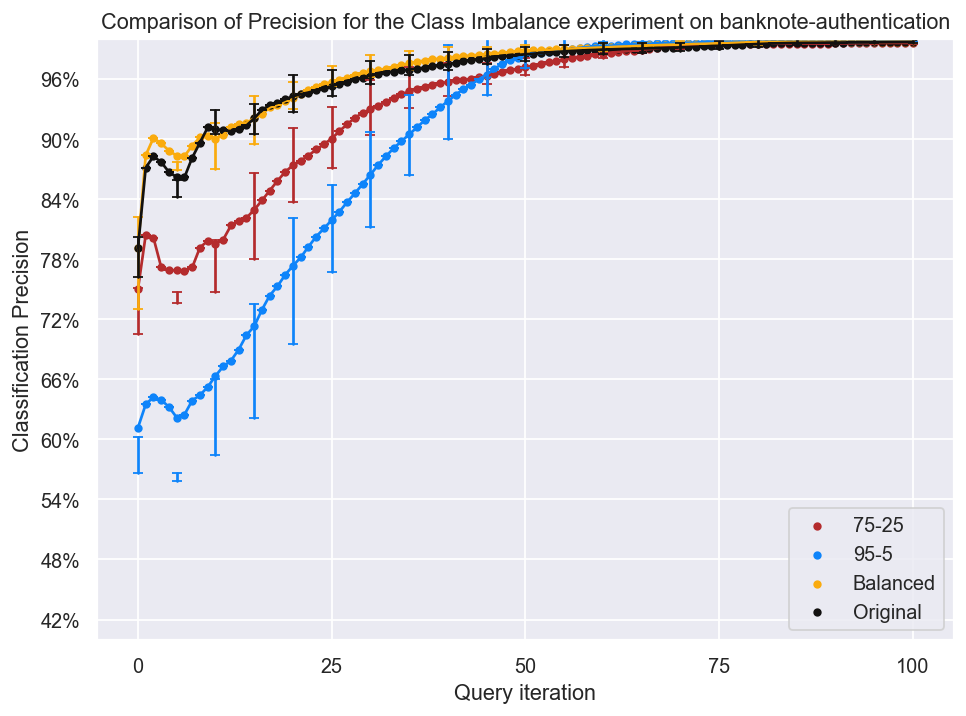 Comparison of Precision for the Class Imbalance experiment on banknote-authentication
Classification Precision
96%
90%
84%
78%
72%
66%
60%
54%
48%
42%
75-25
95-5
Balanced
Original
0 25 50 75 100
Query iteration